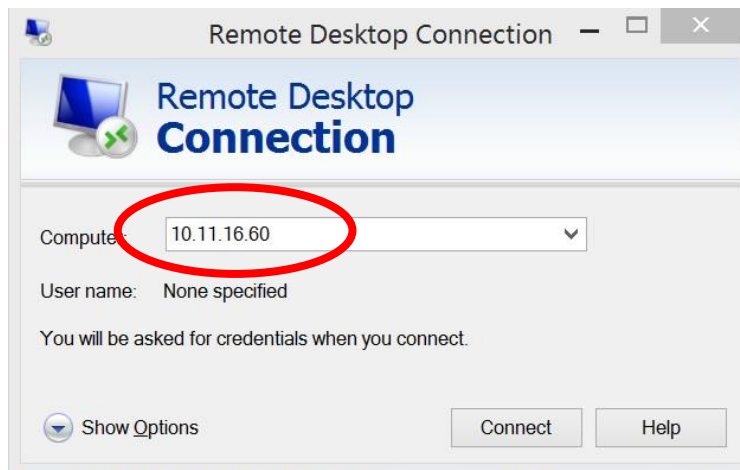 Remote Desktop Connection
Remote Desktop
Connection
Computer: 10.11.16.60
User name: None specified
You will be asked for credentials when you connect.
Show Options Connect Help